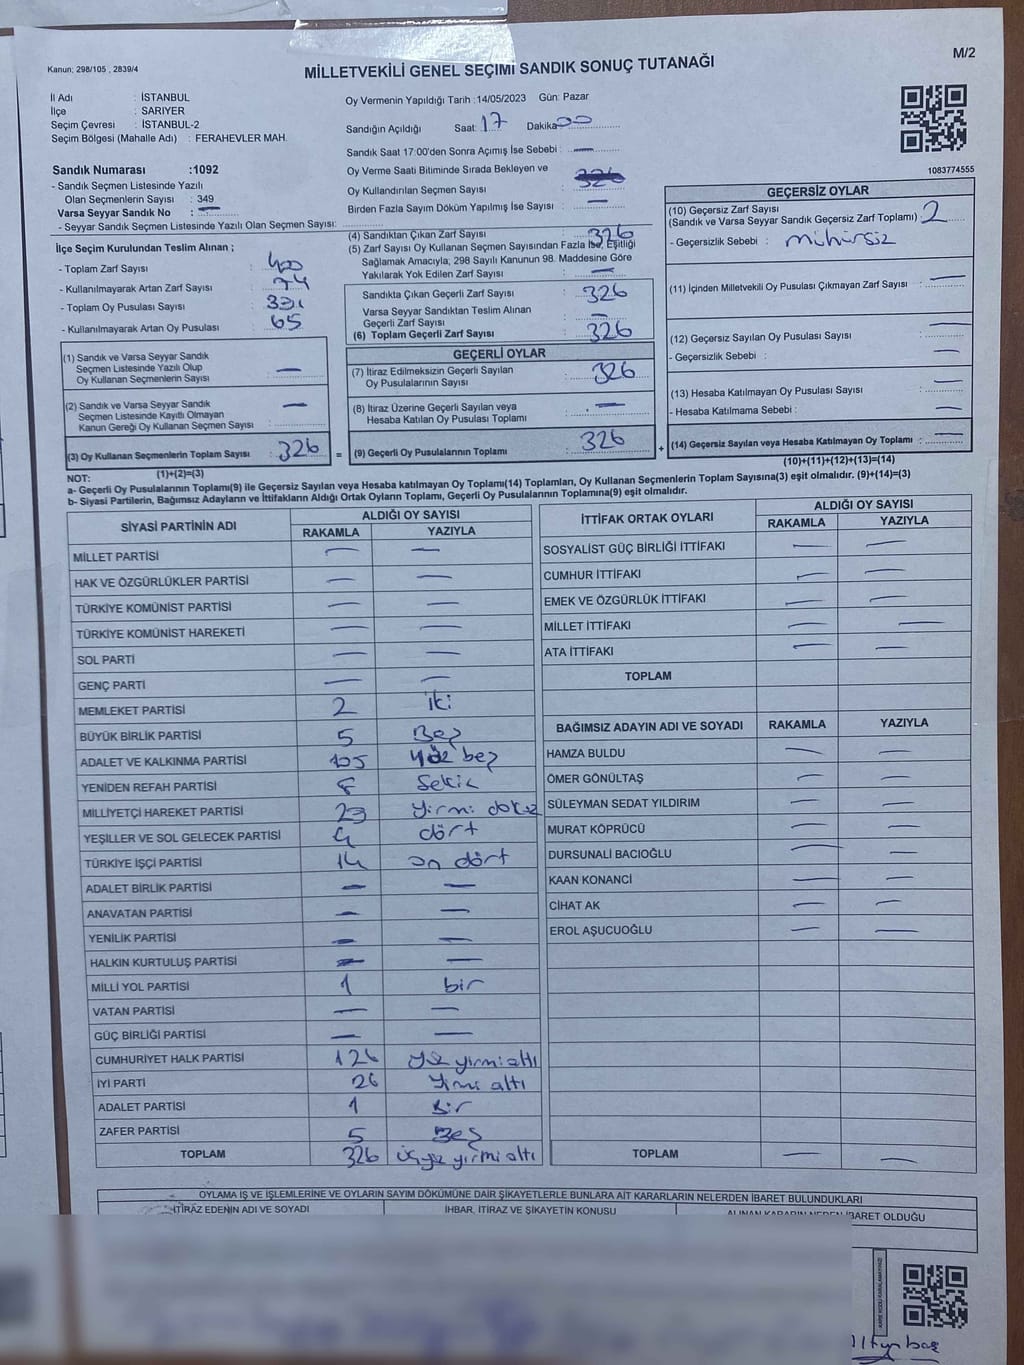 M/2
Kanun: 298/105 , 2839/4
MİLLETVEKİLİ GENEL SEÇİMİ SANDIK SONUÇ TUTANAĞI
İl Adı : İSTANBUL
İlçe : SARIYER
Seçim Çevresi : İSTANBUL-2
Seçim Bölgesi (Mahalle Adı) : FERAHEVLER MAH.
Sandık Numarası :1092
- Sandık Seçmen Listesinde Yazılı
Olan Seçmenlerin Sayısı : 349
Varsa Seyyar Sandık No : —
- Seyyar Sandık Seçmen Listesinde Yazılı Olan Seçmen Sayısı:
Oy Vermenin Yapıldığı Tarih :14/05/2023 Gün: Pazar
Sandığın Açıldığı Saat: 17 Dakika 00
Sandık Saat 17:00'den Sonra Açımış İse Sebebi : —
Oy Verme Saati Bitiminde Sırada Bekleyen ve
Oy Kullandırılan Seçmen Sayısı
Birden Fazla Sayım Döküm Yapılmış İse Sayısı : —
1083774555
İlçe Seçim Kurulundan Teslim Alınan ;
- Toplam Zarf Sayısı : 400
- Kullanılmayarak Artan Zarf Sayısı : 74
- Toplam Oy Pusulası Sayısı :
- Kullanılmayarak Artan Oy Pusulası : 65
(1) Sandık ve Varsa Seyyar Sandık
Seçmen Listesinde Yazılı Olup
Oy Kullanan Seçmenlerin Sayısı : —
(2) Sandık ve Varsa Seyyar Sandık
Seçmen Listesinde Kayıtlı Olmayan
Kanun Gereği Oy Kullanan Seçmen Sayısı : —
(3) Oy Kullanan Seçmenlerin Toplam Sayısı : 326
(1)+(2)=(3)
(4) Sandıktan Çıkan Zarf Sayısı : 326
(5) Zarf Sayısı Oy Kullanan Seçmen Sayısından Fazla İse, Eşitliği
Sağlamak Amacıyla; 298 Sayılı Kanunun 98. Maddesine Göre
Yakılarak Yok Edilen Zarf Sayısı : —
Sandıkta Çıkan Geçerli Zarf Sayısı : 326
Varsa Seyyar Sandıktan Teslim Alınan
Geçerli Zarf Sayısı : —
(6) Toplam Geçerli Zarf Sayısı : 326
GEÇERLİ OYLAR
(7) İtiraz Edilmeksizin Geçerli Sayılan
Oy Pusulalarının Sayısı : 326
(8) İtiraz Üzerine Geçerli Sayılan veya
Hesaba Katılan Oy Pusulası Toplamı : —
= (9) Geçerli Oy Pusulalarının Toplamı : 326 +
GEÇERSİZ OYLAR
(10) Geçersiz Zarf Sayısı
(Sandık ve Varsa Seyyar Sandık Geçersiz Zarf Toplamı) : 2
- Geçersizlik Sebebi : mühürsüz
(11) İçinden Milletvekili Oy Pusulası Çıkmayan Zarf Sayısı : —
(12) Geçersiz Sayılan Oy Pusulası Sayısı : —
- Geçersizlik Sebebi : —
(13) Hesaba Katılmayan Oy Pusulası Sayısı : —
- Hesaba Katılmama Sebebi : —
(14) Geçersiz Sayılan veya Hesaba Katılmayan Oy Toplamı : —
(10)+(11)+(12)+(13)=(14)
NOT:
a- Geçerli Oy Pusulalarının Toplamı(9) ile Geçersiz Sayılan veya Hesaba katılmayan Oy Toplamı(14) Toplamları, Oy Kullanan Seçmenlerin Toplam Sayısına(3) eşit olmalıdır. (9)+(14)=(3)
b- Siyasi Partilerin, Bağımsız Adayların ve İttifakların Aldığı Ortak Oyların Toplamı, Geçerli Oy Pusulalarının Toplamına(9) eşit olmalıdır.
SİYASİ PARTİNİN ADI ALDIĞI OY SAYISI
RAKAMLA YAZIYLA
MİLLET PARTİSİ — —
HAK VE ÖZGÜRLÜKLER PARTİSİ — —
TÜRKİYE KOMÜNİST PARTİSİ — —
TÜRKİYE KOMÜNİST HAREKETİ — —
SOL PARTİ — —
GENÇ PARTİ — —
MEMLEKET PARTİSİ 2 iki
BÜYÜK BİRLİK PARTİSİ 5 Beş
ADALET VE KALKINMA PARTİSİ 105 Yüz beş
YENİDEN REFAH PARTİSİ 8 Sekiz
MİLLİYETÇİ HAREKET PARTİSİ 29 Yirmi dokuz
YEŞİLLER VE SOL GELECEK PARTİSİ 4 dört
TÜRKİYE İŞÇİ PARTİSİ 14 on dört
ADALET BİRLİK PARTİSİ — —
ANAVATAN PARTİSİ — —
YENİLİK PARTİSİ — —
HALKIN KURTULUŞ PARTİSİ — —
MİLLİ YOL PARTİSİ 1 bir
VATAN PARTİSİ — —
GÜÇ BİRLİĞİ PARTİSİ — —
CUMHURİYET HALK PARTİSİ 126 yüz yirmi altı
İYİ PARTİ 26 Yirmi altı
ADALET PARTİSİ 1 Bir
ZAFER PARTİSİ 5 Beş
TOPLAM 326 üçyüz yirmi altı
İTTİFAK ORTAK OYLARI ALDIĞI OY SAYISI
RAKAMLA YAZIYLA
SOSYALİST GÜÇ BİRLİĞİ İTTİFAKI — —
CUMHUR İTTİFAKI — —
EMEK VE ÖZGÜRLÜK İTTİFAKI — —
MİLLET İTTİFAKI — —
ATA İTTİFAKI — —
TOPLAM
BAĞIMSIZ ADAYIN ADI VE SOYADI RAKAMLA YAZIYLA
HAMZA BULDU — —
ÖMER GÖNÜLTAŞ — —
SÜLEYMAN SEDAT YILDIRIM — —
MURAT KÖPRÜCÜ — —
DURSUNALİ BACIOĞLU — —
KAAN KONANCİ — —
CİHAT AK — —
EROL AŞUCUOĞLU — —
TOPLAM — —
OYLAMA İŞ VE İŞLEMLERİNE VE OYLARIN SAYIM DÖKÜMÜNE DAİR ŞİKAYETLERLE BUNLARA AİT KARARLARIN NELERDEN İBARET BULUNDUKLARI
İTİRAZ EDENİN ADI VE SOYADI İHBAR, İTİRAZ VE ŞİKAYETİN KONUSU ALINAN KARARIN NEDEN İBARET OLDUĞU
KARE KODU KARALAMAYINIZ!